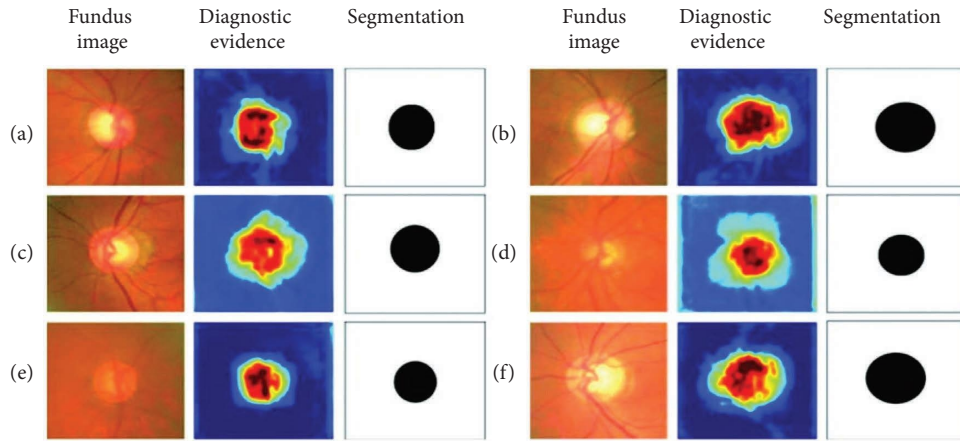 Fundus image
Diagnostic evidence
Segmentation
Fundus image
Diagnostic evidence
Segmentation
(a)
(b)
(c)
(d)
(e)
(f)